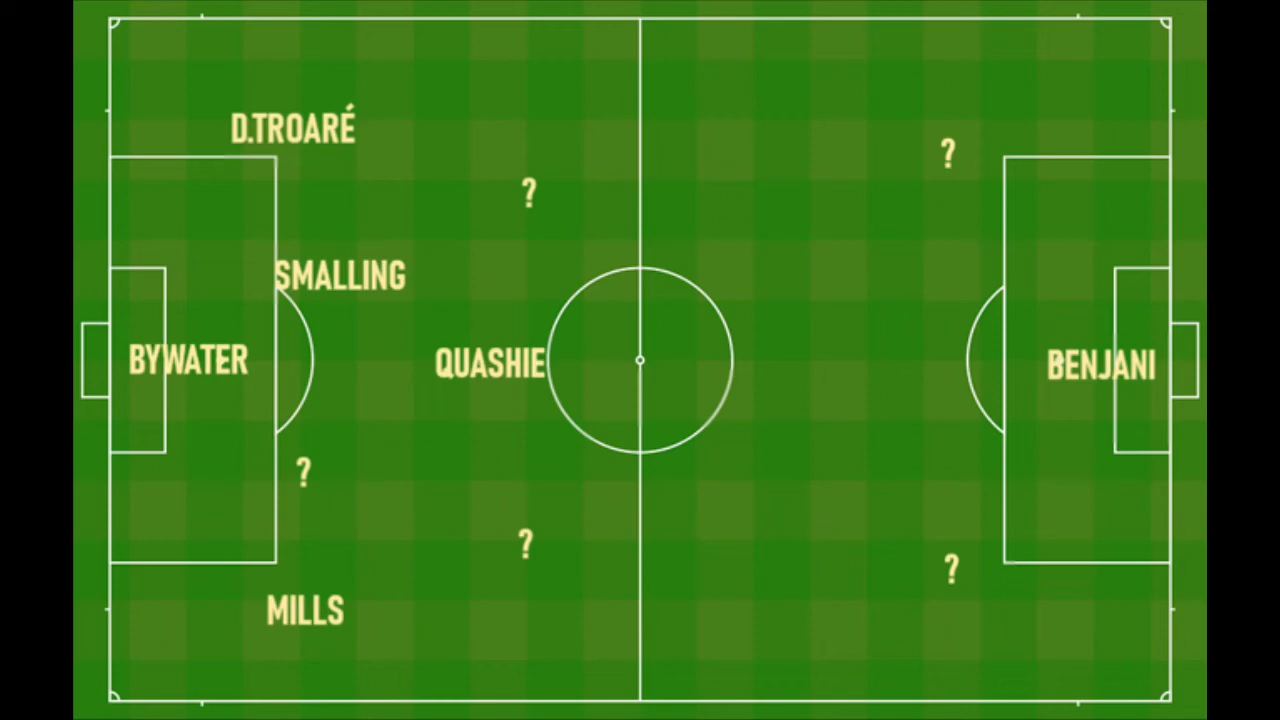 D.TROARÉ
?
?
SMALLING
BYWATER
QUASHIE
BENJANI
?
?
?
MILLS